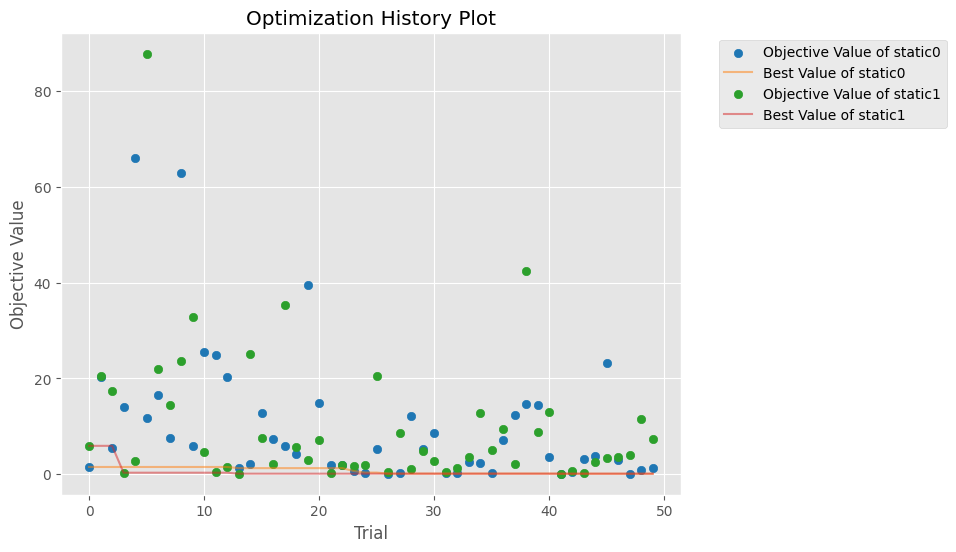 Optimization History Plot
Objective Value of static0
Best Value of static0
Objective Value of static1
Best Value of static1
80
60
40
20
0
Objective Value
0 10 20 30 40 50
Trial